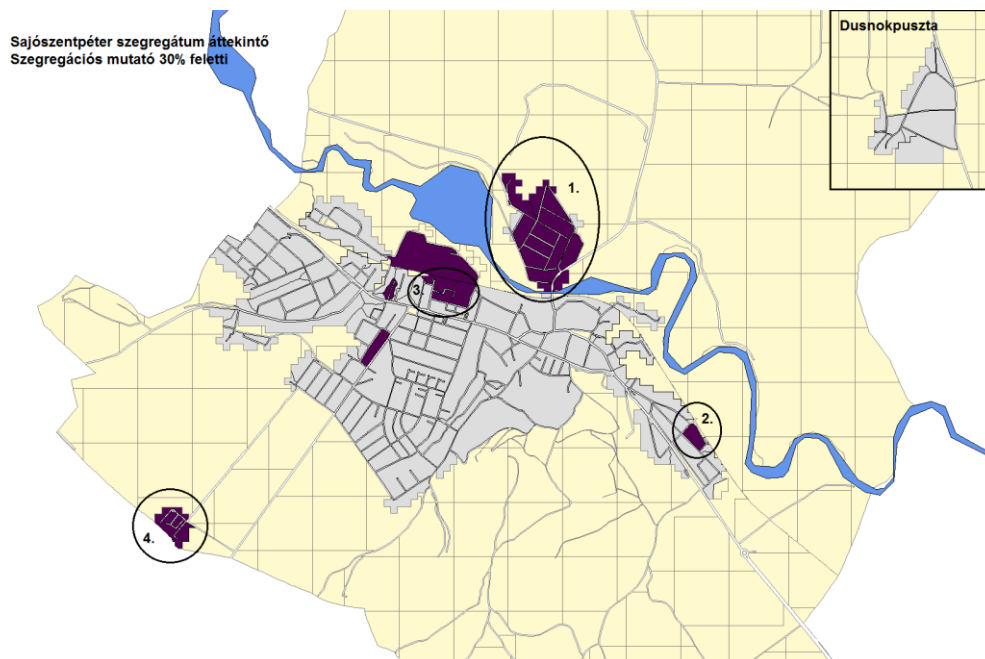 Sajószentpéter szegregátum áttekintő
Szegregációs mutató 30% feletti
Dusnokpuszta
1.
3.
2.
4.